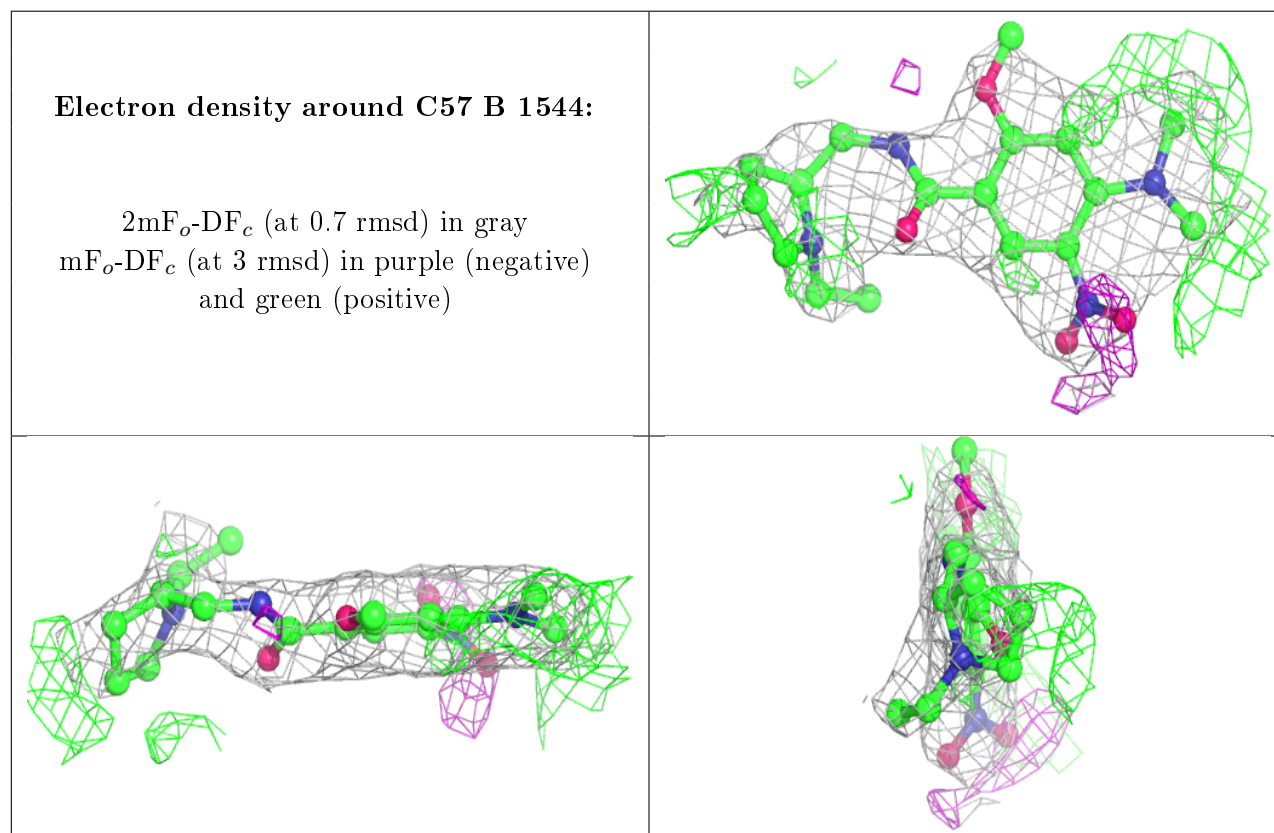 Electron density around C57 B 1544:
2mFₒ-DF𝒸 (at 0.7 rmsd) in gray
mFₒ-DF𝒸 (at 3 rmsd) in purple (negative)
and green (positive)